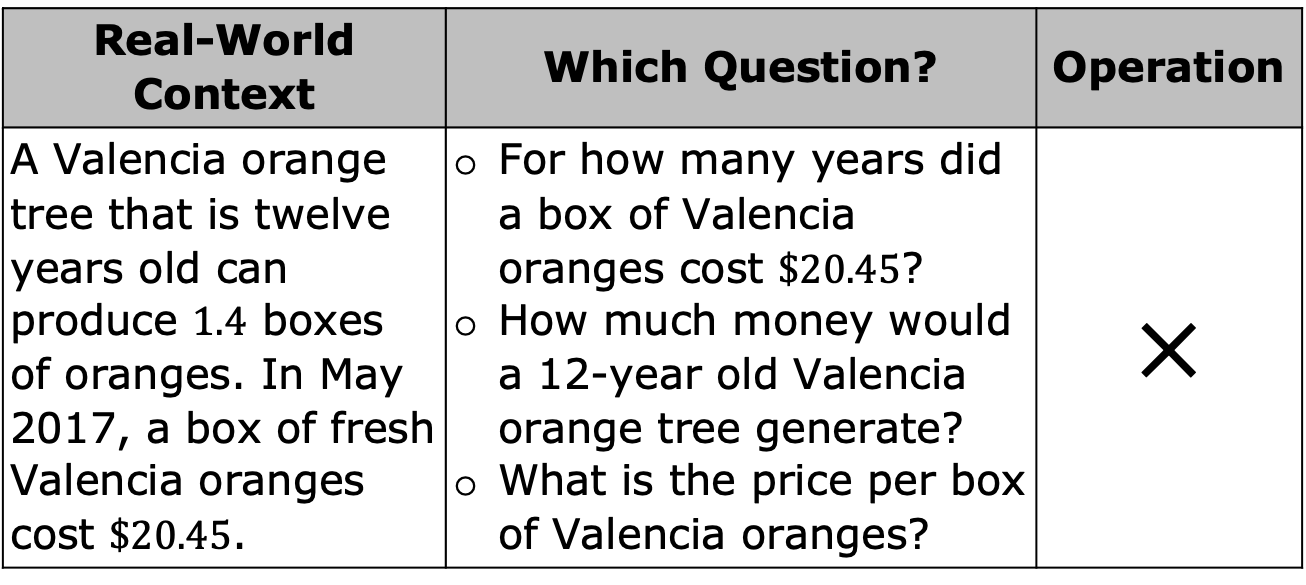 Real-World
Context
Which Question?
Operation
A Valencia orange
tree that is twelve
years old can
produce 1.4 boxes
of oranges. In May
2017, a box of fresh
Valencia oranges
cost $20.45.
○ For how many years did
a box of Valencia
oranges cost $20.45?
○ How much money would
a 12-year old Valencia
orange tree generate?
○ What is the price per box
of Valencia oranges?
×